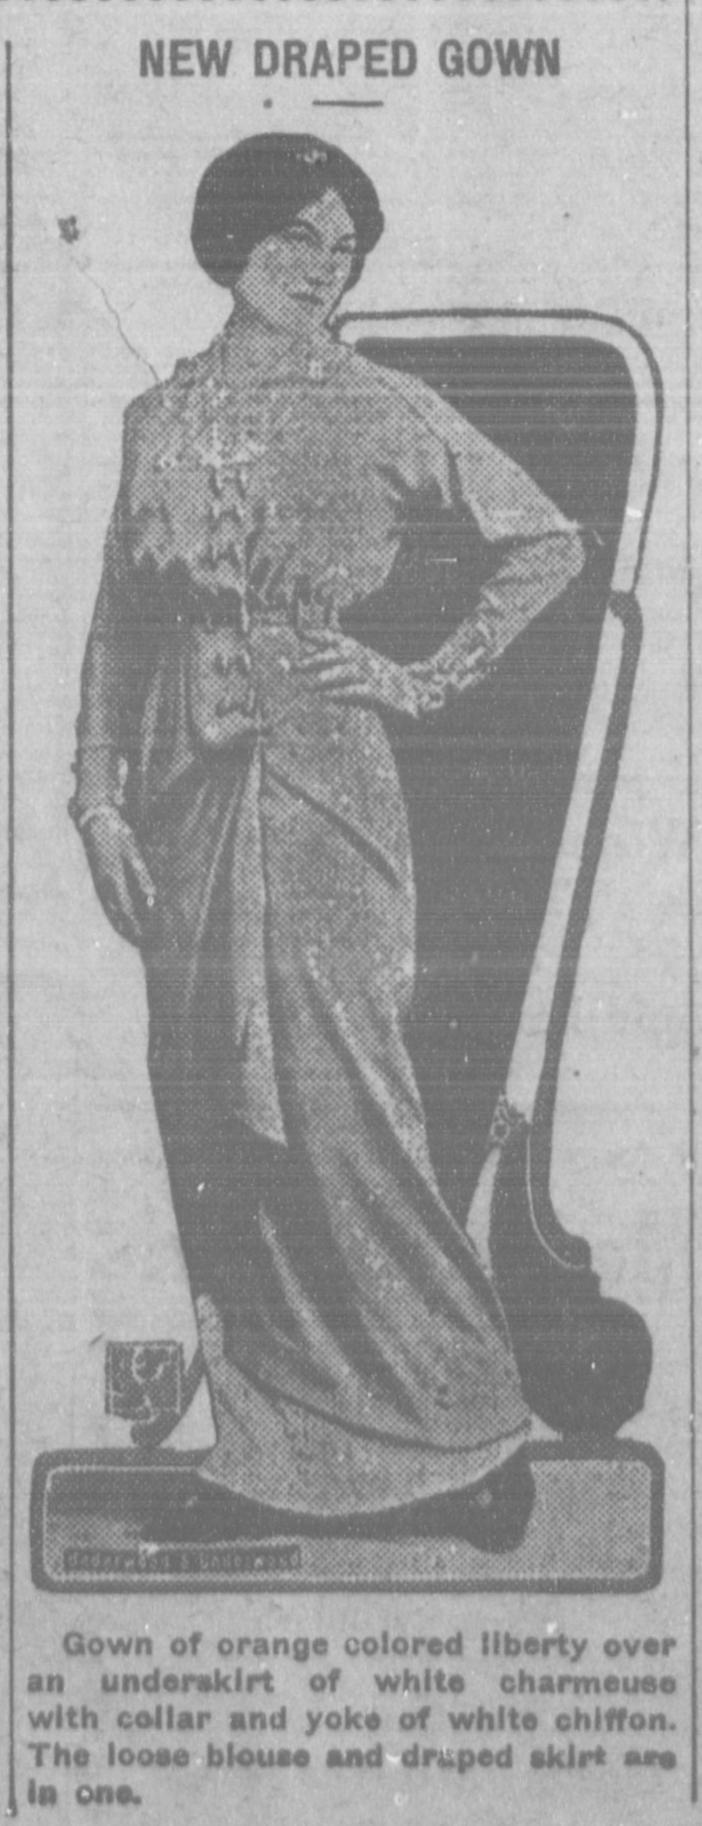 NEW DRAPED GOWN
Underwood & Underwood
Gown of orange colored liberty over
an underskirt of white charmeuse
with collar and yoke of white chiffon.
The loose blouse and draped skirt are
in one.